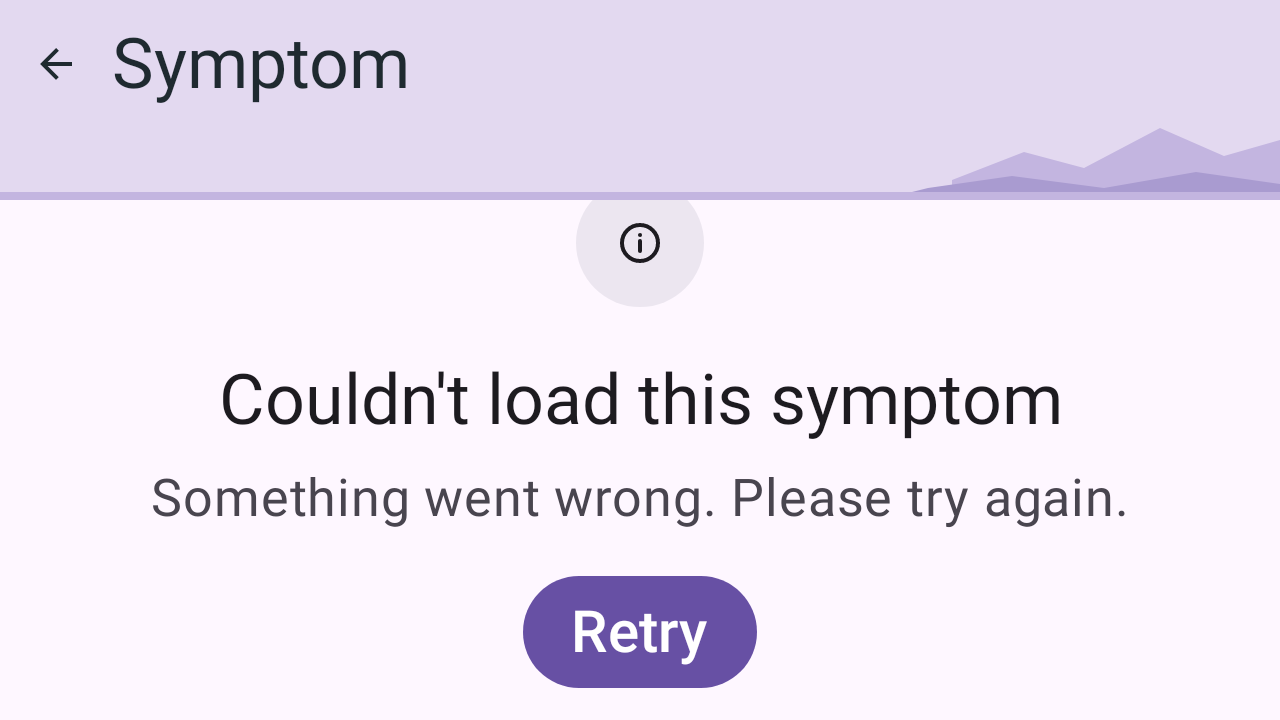 Symptom
Couldn't load this symptom
Something went wrong. Please try again.
Retry